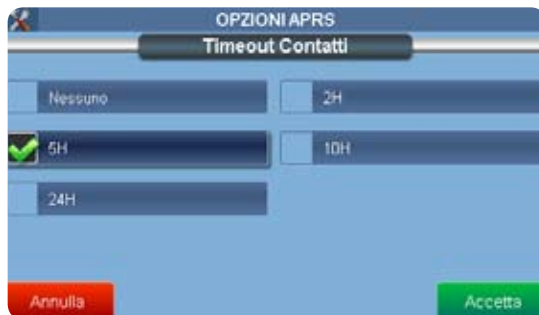 OPZIONI APRS
Timeout Contatti
Nessuno
2H
5H
10H
24H
Annulla
Accetta